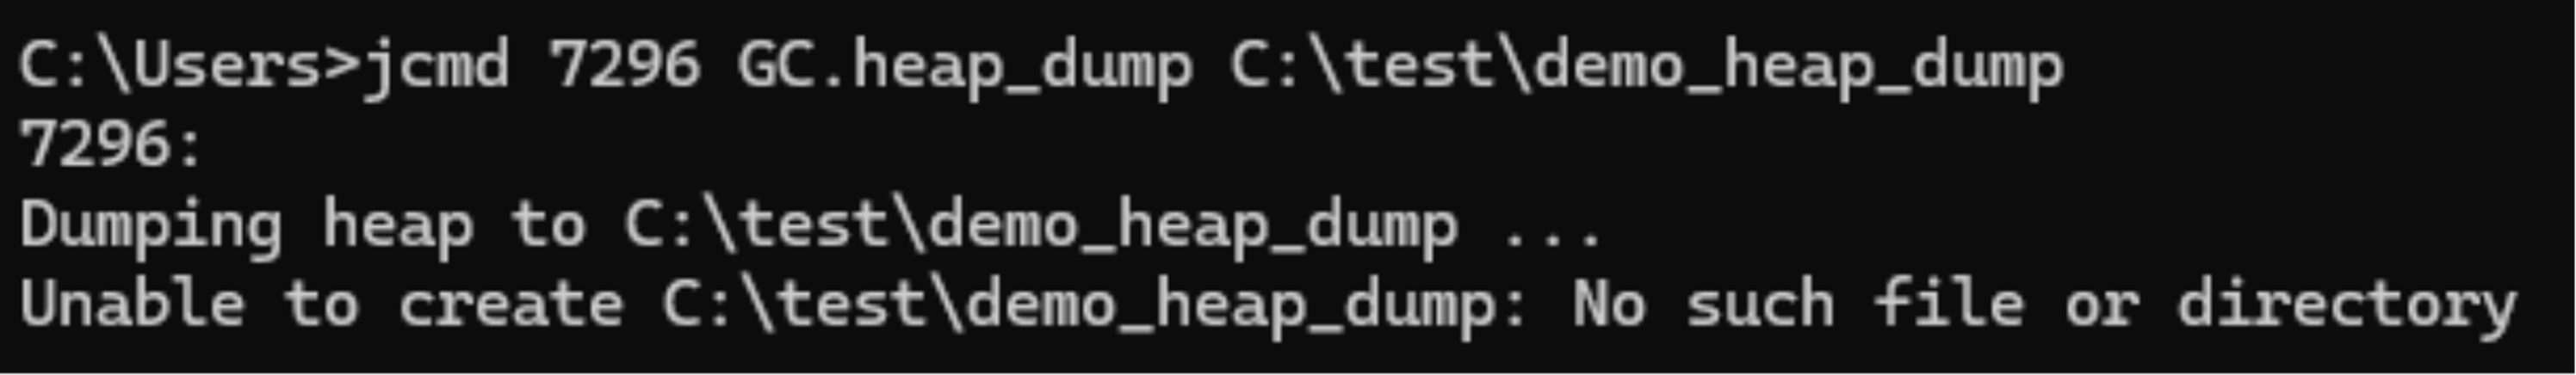 C:\Users>jcmd 7296 GC.heap_dump C:\test\demo_heap_dump
7296:
Dumping heap to C:\test\demo_heap_dump ...
Unable to create C:\test\demo_heap_dump: No such file or directory